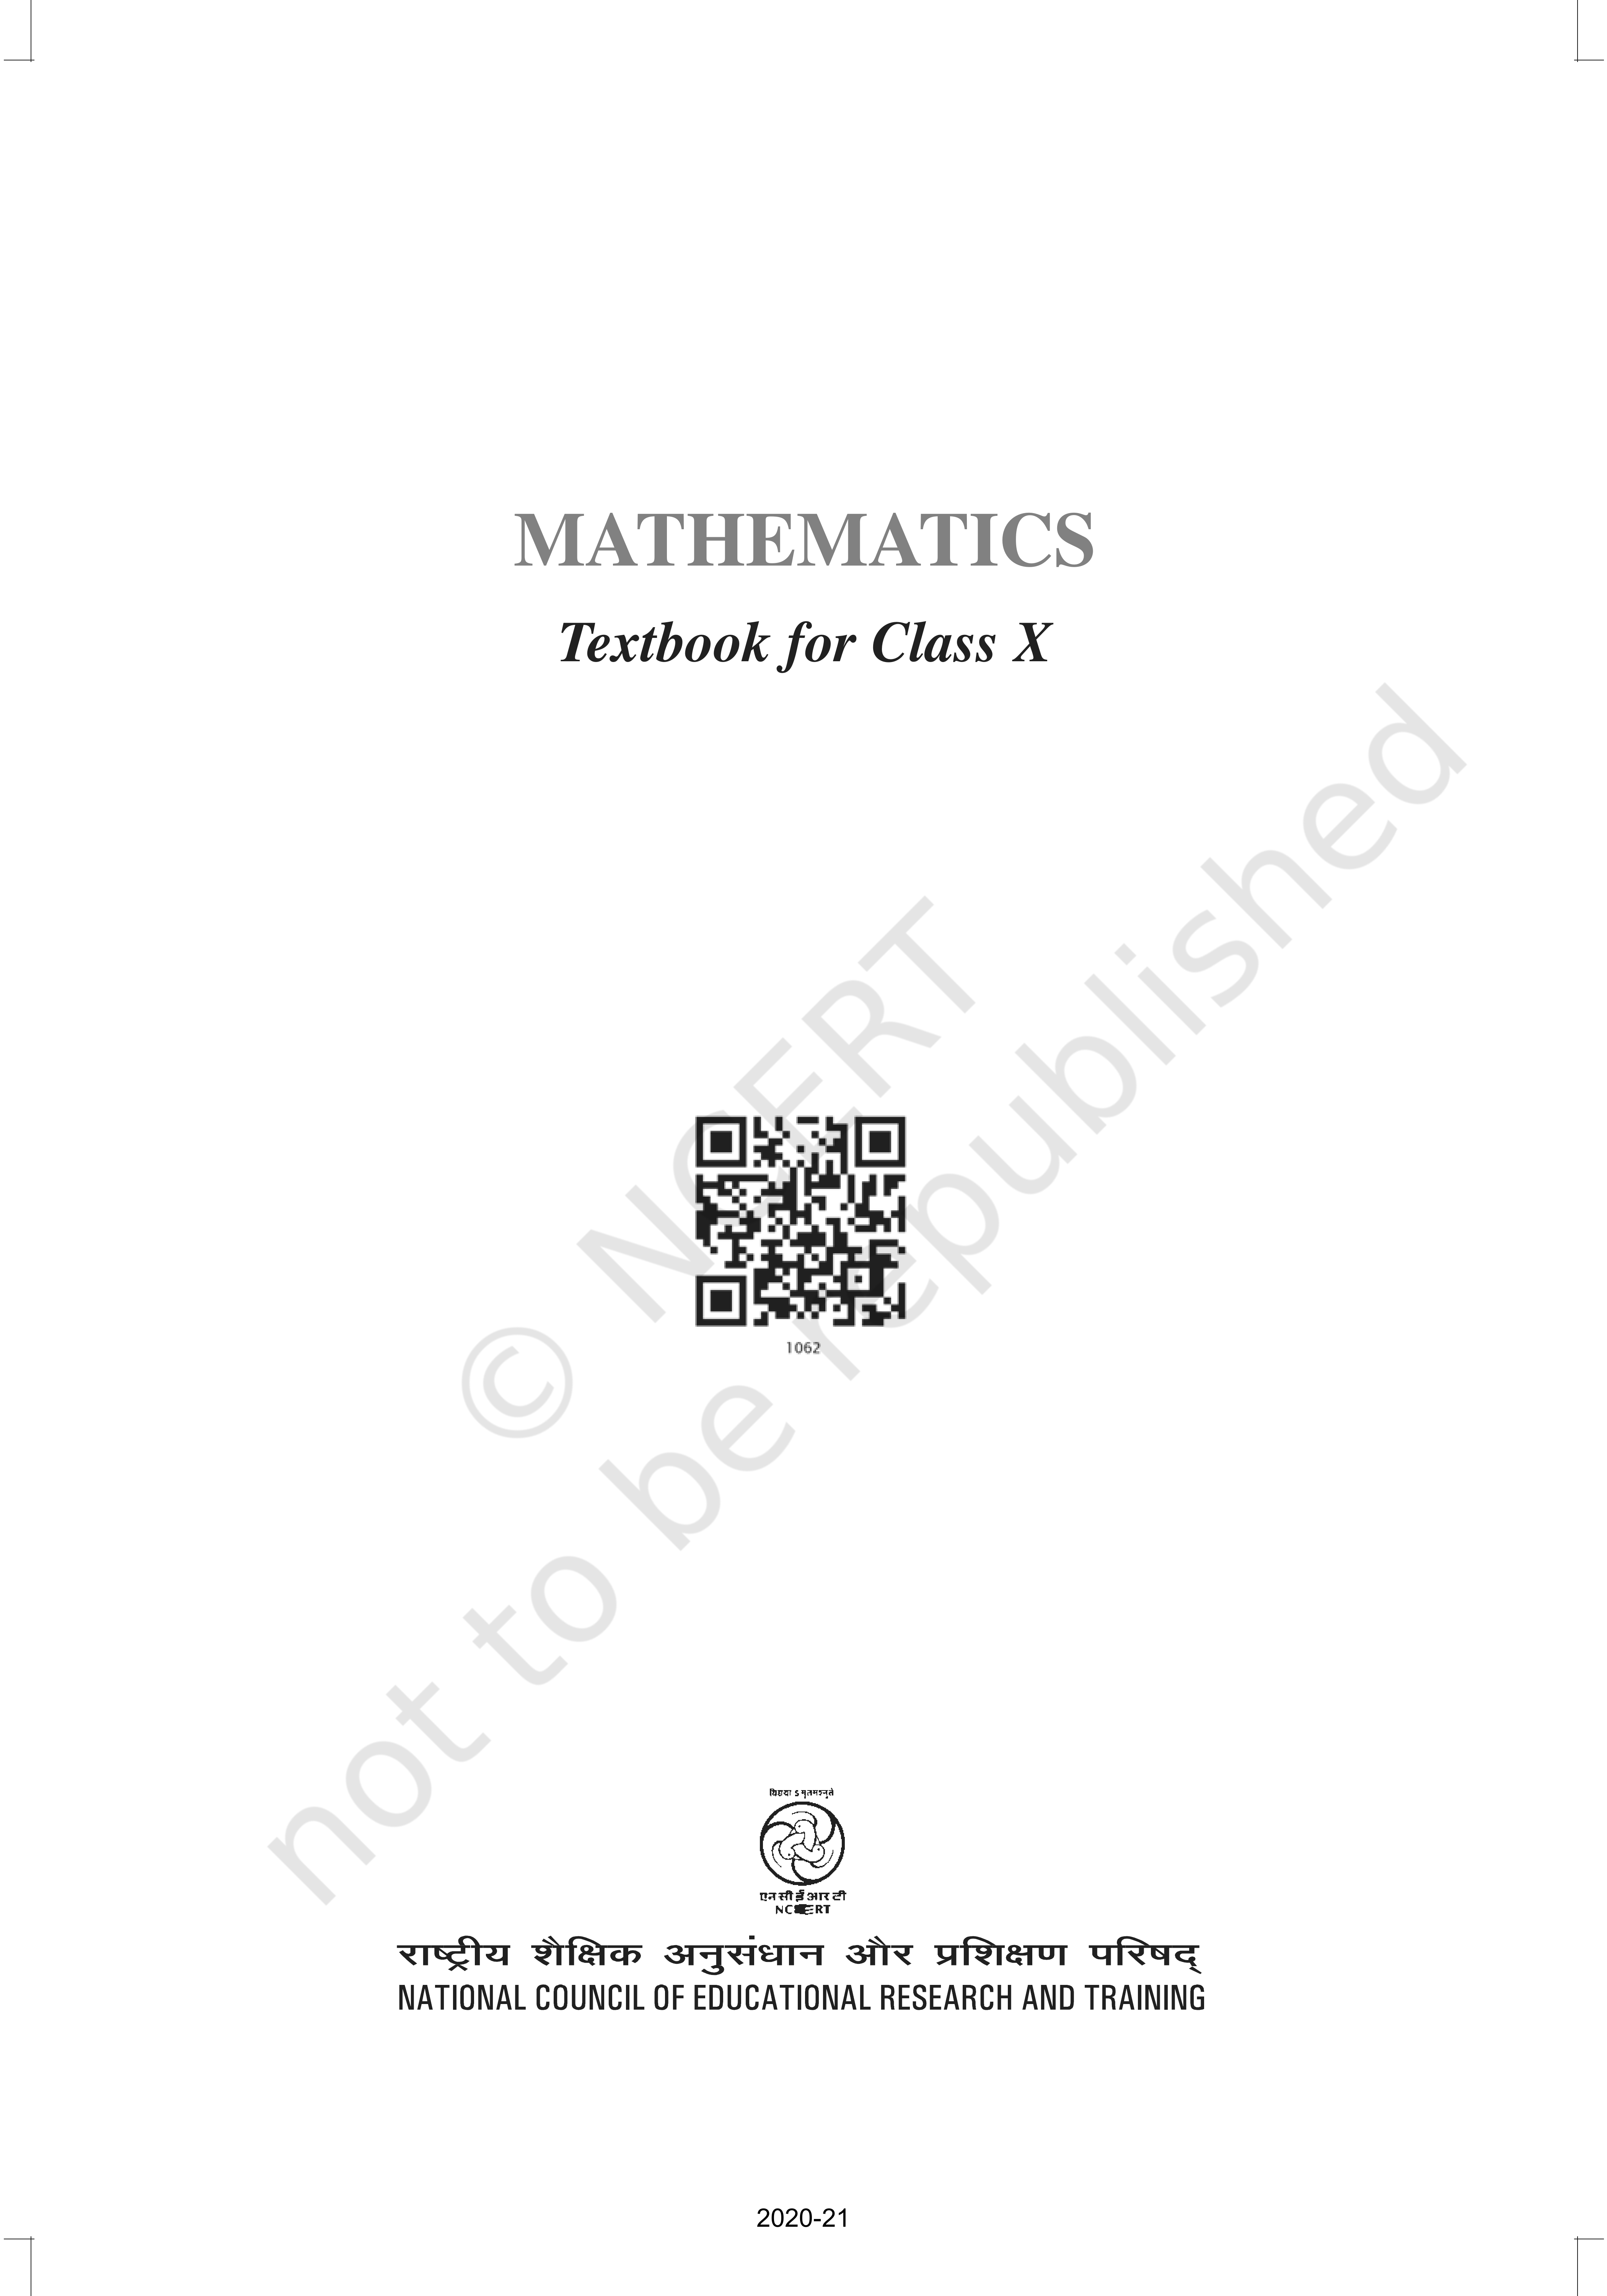 MATHEMATICS
Textbook for Class X
© NCERT
not to be republished
1062
विद्यया ऽ मृतमश्नुते
एन सी ई आर टी
NCERT
राष्ट्रीय शैक्षिक अनुसंधान और प्रशिक्षण परिषद्
NATIONAL COUNCIL OF EDUCATIONAL RESEARCH AND TRAINING
2020-21